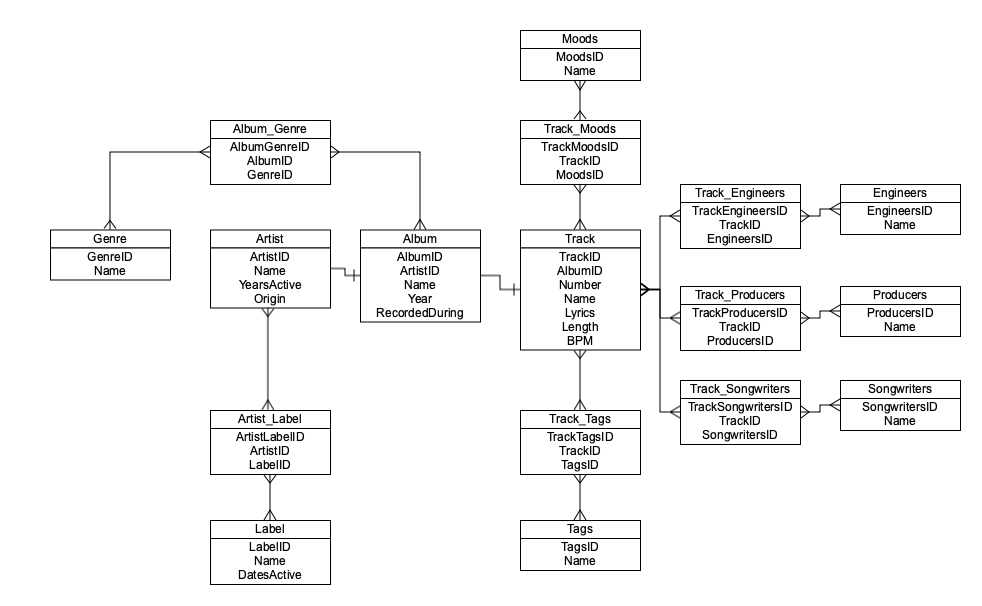 Moods
MoodsID
Name
Album_Genre
AlbumGenreID
AlbumID
GenreID
Track_Moods
TrackMoodsID
TrackID
MoodsID
Track_Engineers
TrackEngineersID
TrackID
EngineersID
Engineers
EngineersID
Name
Genre
GenreID
Name
Artist
ArtistID
Name
YearsActive
Origin
Album
AlbumID
ArtistID
Name
Year
RecordedDuring
Track
TrackID
AlbumID
Number
Name
Lyrics
Length
BPM
Track_Producers
TrackProducersID
TrackID
ProducersID
Producers
ProducersID
Name
Track_Songwriters
TrackSongwritersID
TrackID
SongwritersID
Songwriters
SongwritersID
Name
Artist_Label
ArtistLabelID
ArtistID
LabelID
Track_Tags
TrackTagsID
TrackID
TagsID
Label
LabelID
Name
DatesActive
Tags
TagsID
Name